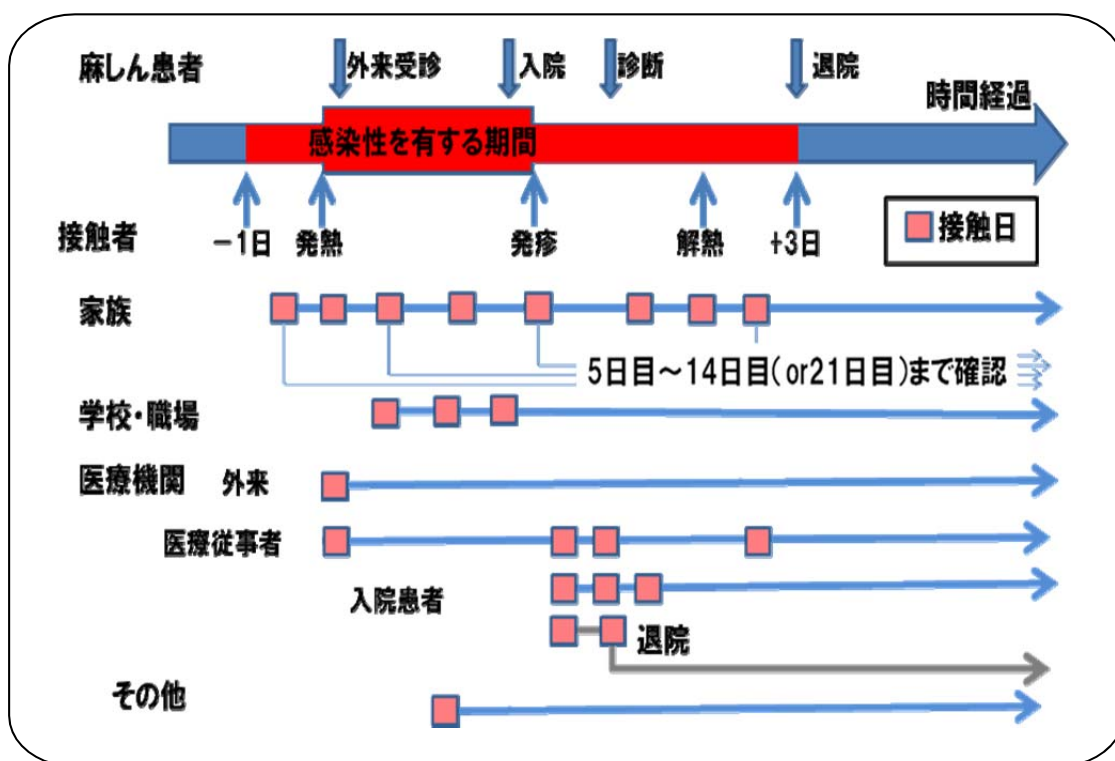 麻しん患者
外来受診
入院
診断
退院
時間経過
感染性を有する期間
接触者
−1日
発熱
発疹
解熱
+3日
接触日
家族
5日目～14日目(or21日目)まで確認
学校・職場
医療機関 外来
医療従事者
入院患者
退院
その他